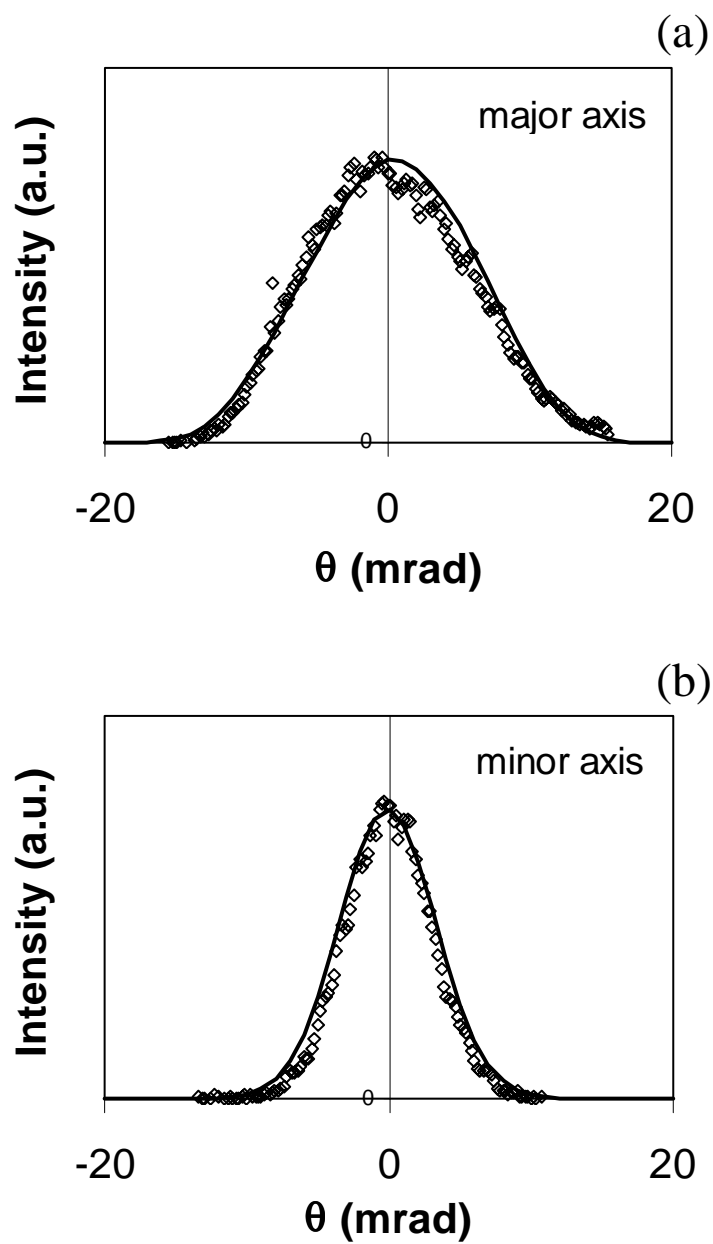 (a)
major axis
Intensity (a.u.)
0
-20 0 20
θ (mrad)
(b)
minor axis
Intensity (a.u.)
0
-20 0 20
θ (mrad)